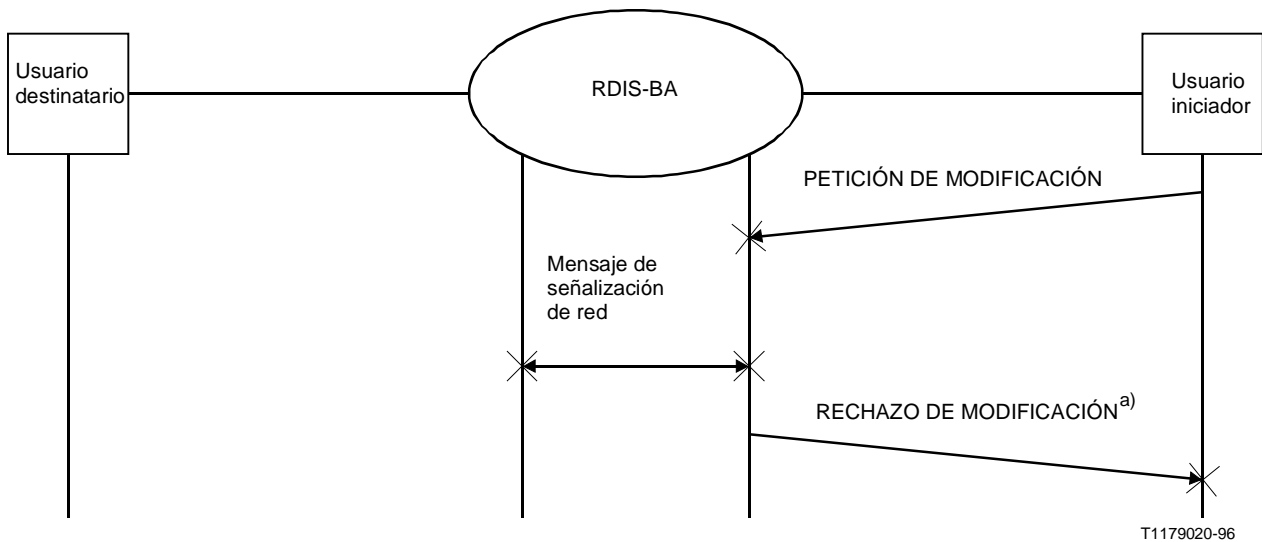 Usuario
destinatario
RDIS-BA
Usuario
iniciador
PETICIÓN DE MODIFICACIÓN
Mensaje de
señalización
de red
RECHAZO DE MODIFICACIÓN a)
T1179020-96